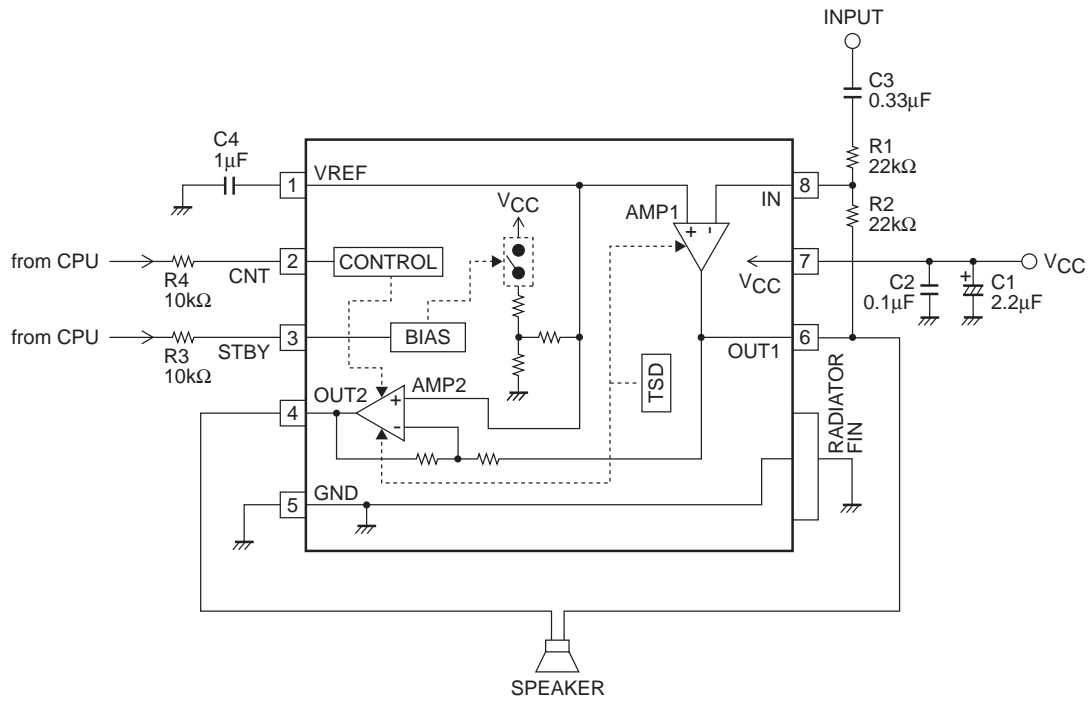 INPUT
C3
0.33μF
R1
22kΩ
R2
22kΩ
C4
1μF
1
VREF
8
IN
AMP1
+ -
VCC
from CPU
R4
10kΩ
2
CNT
CONTROL
7
VCC
VCC
C2
0.1μF
+
C1
2.2μF
from CPU
R3
10kΩ
3
STBY
BIAS
6
OUT1
TSD
RADIATOR
FIN
4
OUT2
AMP2
+
-
5
GND
SPEAKER